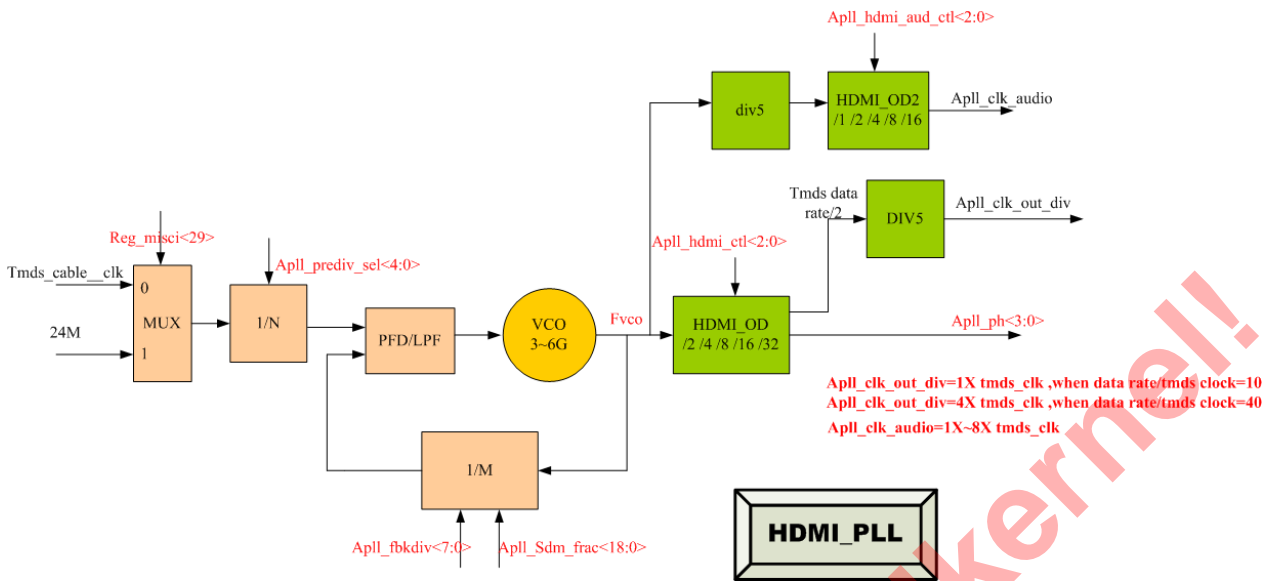 Apll_hdmi_aud_ctl<2:0>
div5
HDMI_OD2
/1 /2 /4 /8 /16
Apll_clk_audio
Tmds data
rate/2
DIV5
Apll_clk_out_div
Reg_misci<29>
Apll_prediv_sel<4:0>
Apll_hdmi_ctl<2:0>
Tmds_cable__clk
0
MUX
1/N
24M
1
PFD/LPF
VCO
3~6G
Fvco
HDMI_OD
/2 /4 /8 /16 /32
Apll_ph<3:0>
Apll_clk_out_div=1X tmds_clk ,when data rate/tmds clock=10
Apll_clk_out_div=4X tmds_clk ,when data rate/tmds clock=40
Apll_clk_audio=1X~8X tmds_clk
1/M
Apll_fbkdiv<7:0>
Apll_Sdm_frac<18:0>
HDMI_PLL
kernel!